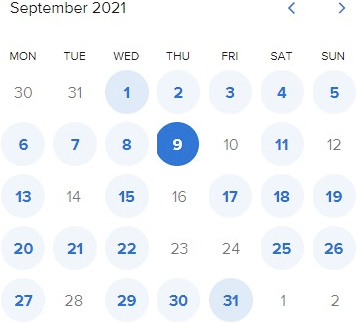 September 2021
MON TUE WED THU FRI SAT SUN
30 31 1 2 3 4 5
6 7 8 9 10 11 12
13 14 15 16 17 18 19
20 21 22 23 24 25 26
27 28 29 30 31 1 2